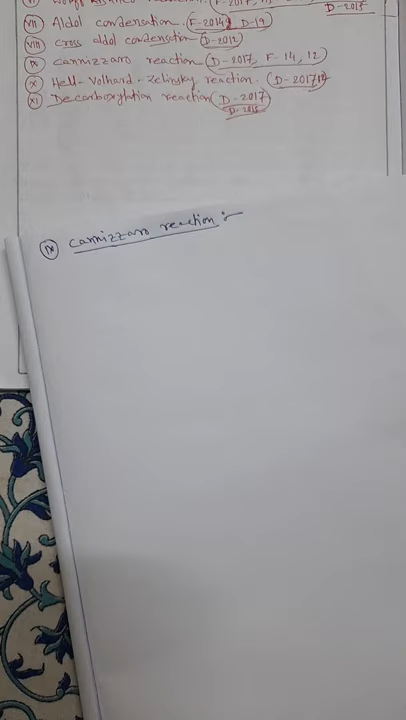 (vii) Aldol condensation. (F-2014, D-19)
(viii) cross aldol condensation (D-2012)
(ix) cannizzaro reaction (D-2017, F-14, 12)
(x) Hell-Volhard-Zelinsky reaction. (D-2017,12)
(xi) Decarboxylation reaction (D-2017)
D-2015
(ix) cannizzaro reaction :-